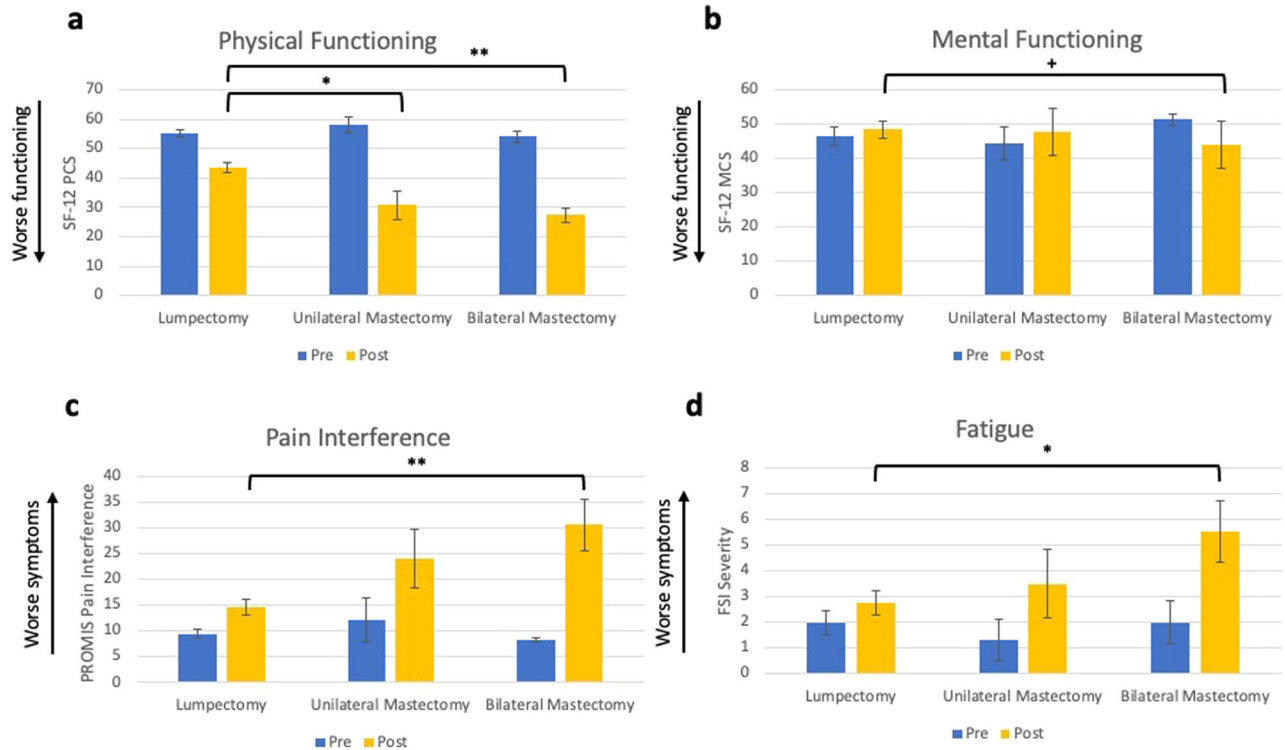 a
Physical Functioning
**
*
Worse functioning
SF-12 PCS
70
60
50
40
30
20
10
0
Lumpectomy Unilateral Mastectomy Bilateral Mastectomy
Pre Post
b
Mental Functioning
+
Worse functioning
SF-12 MCS
60
50
40
30
20
10
0
Lumpectomy Unilateral Mastectomy Bilateral Mastectomy
Pre Post
c
Pain Interference
**
Worse symptoms
PROMIS Pain Interference
40
35
30
25
20
15
10
5
0
Lumpectomy Unilateral Mastectomy Bilateral Mastectomy
Pre Post
d
Fatigue
*
Worse symptoms
FSI Severity
8
7
6
5
4
3
2
1
0
Lumpectomy Unilateral Mastectomy Bilateral Mastectomy
Pre Post